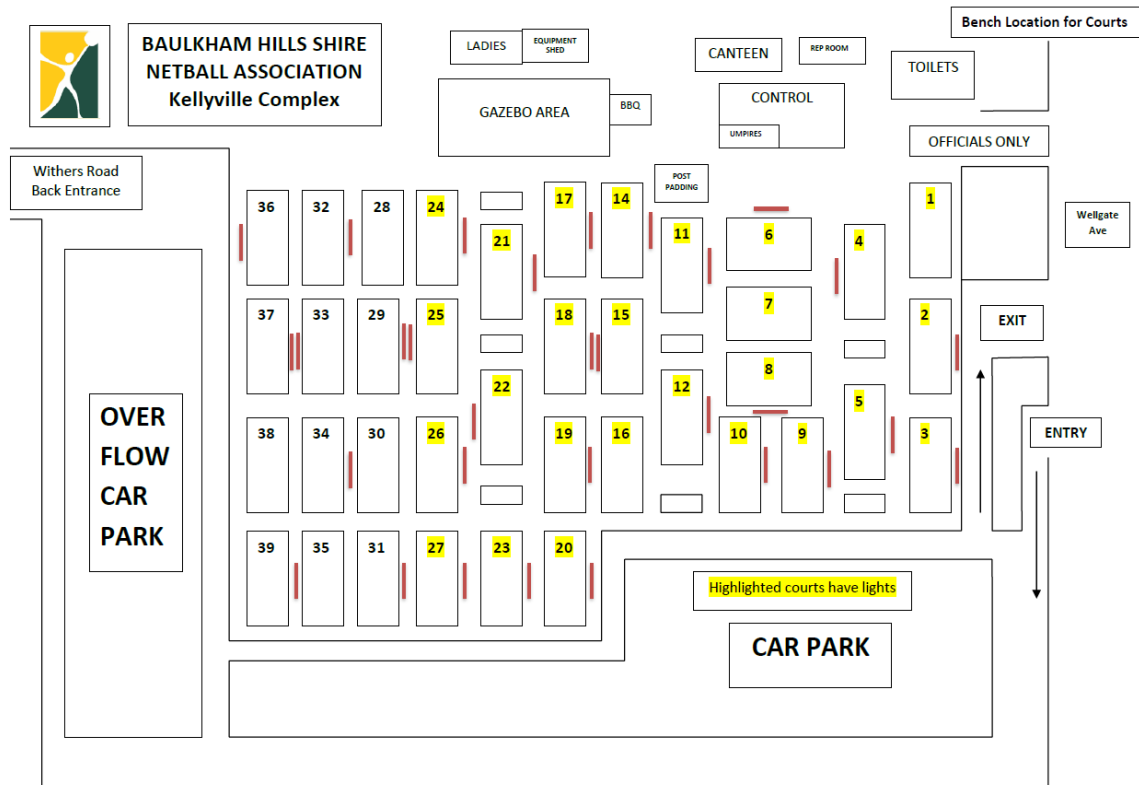 Bench Location for Courts
BAULKHAM HILLS SHIRE
NETBALL ASSOCIATION
Kellyville Complex
LADIES
EQUIPMENT
SHED
CANTEEN
REP ROOM
TOILETS
GAZEBO AREA
BBQ
CONTROL
UMPIRES
OFFICIALS ONLY
Withers Road
Back Entrance
POST
PADDING
Wellgate
Ave
36
32
28
24
21
17
14
11
6
4
1
37
33
29
25
18
15
7
2
EXIT
22
12
8
5
38
34
30
26
19
16
10
9
3
ENTRY
OVER
FLOW
CAR
PARK
39
35
31
27
23
20
Highlighted courts have lights
CAR PARK